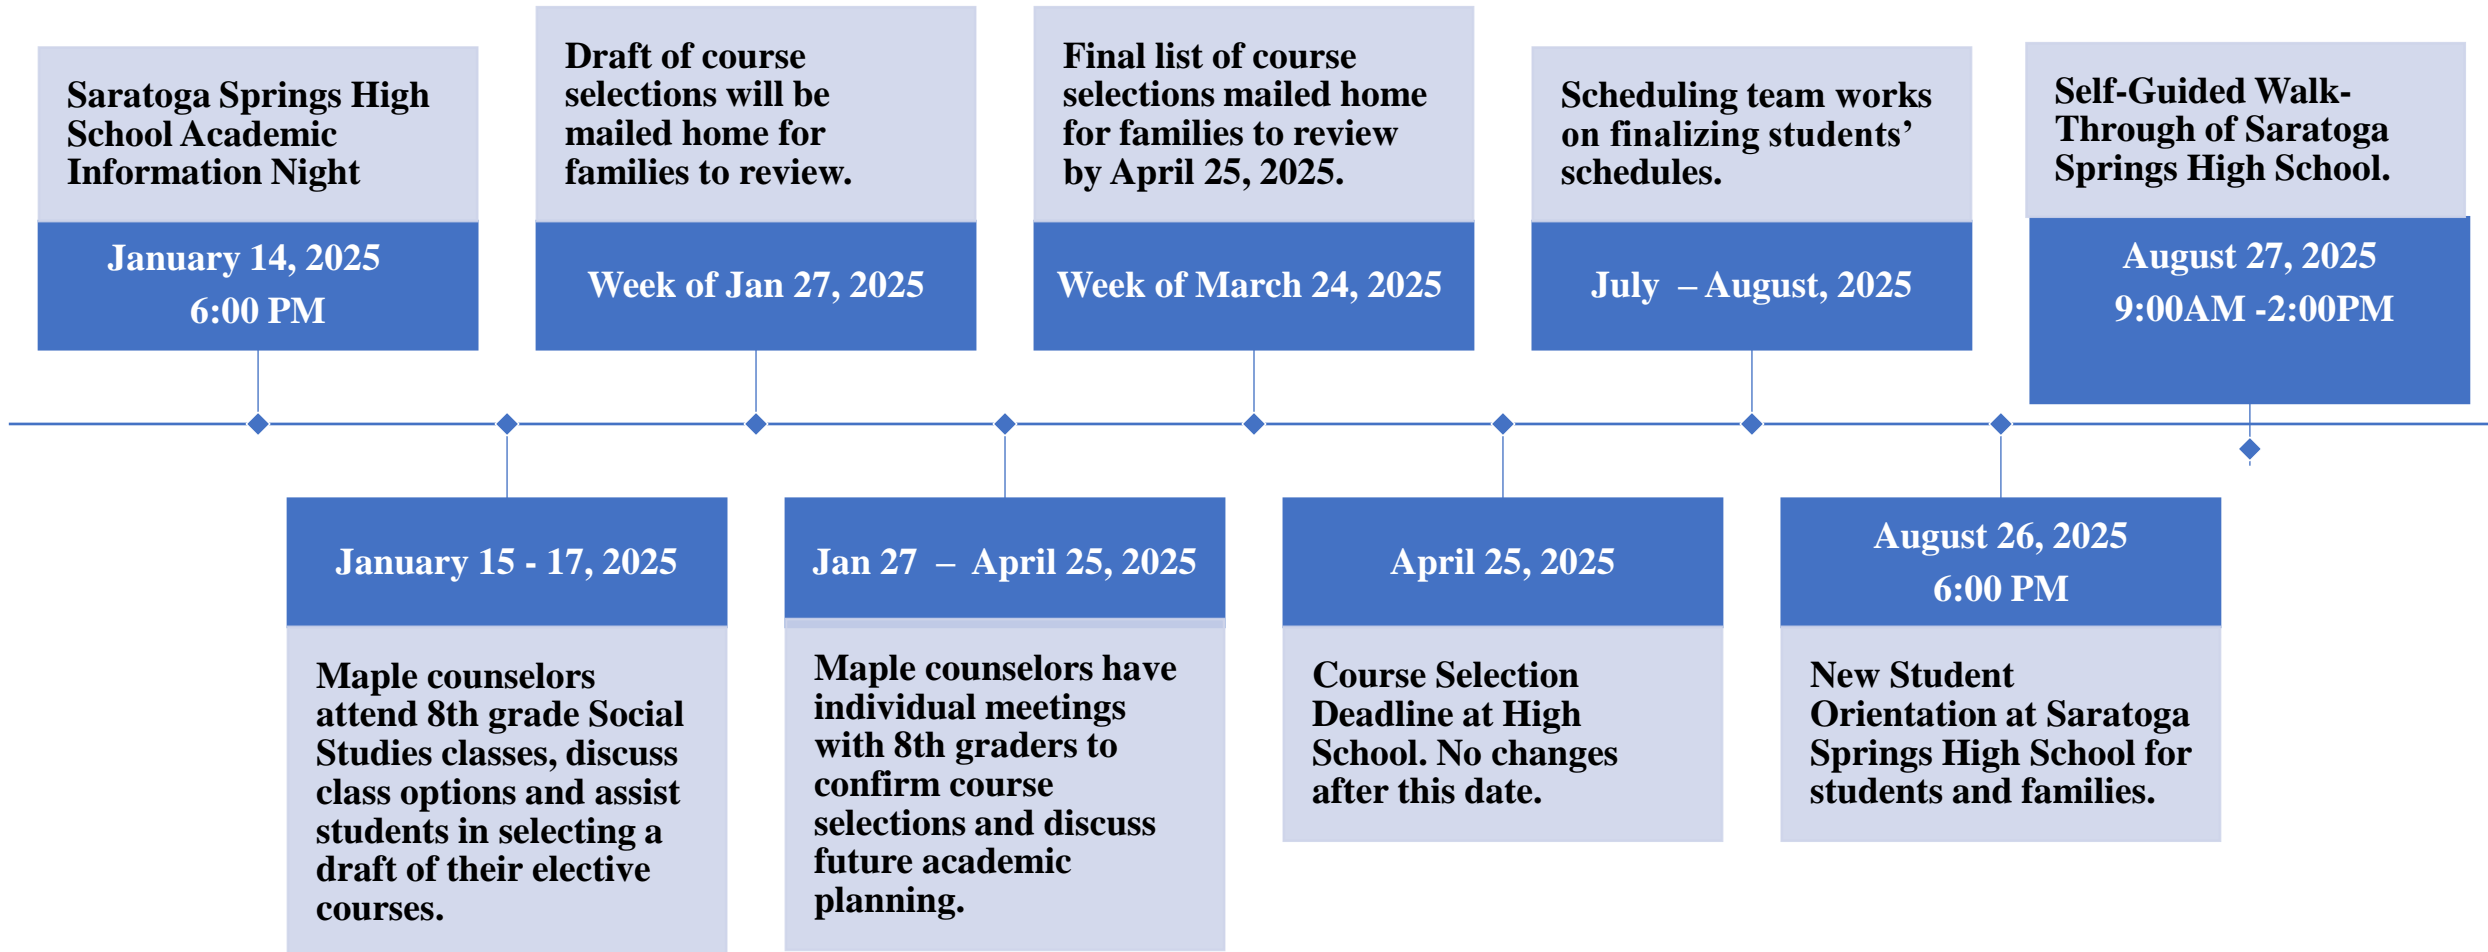 Saratoga Springs High
School Academic
Information Night
January 14, 2025
6:00 PM
January 15 - 17, 2025
Maple counselors
attend 8th grade Social
Studies classes, discuss
class options and assist
students in selecting a
draft of their elective
courses.
Draft of course
selections will be
mailed home for
families to review.
Week of Jan 27, 2025
Jan 27 – April 25, 2025
Maple counselors have
individual meetings
with 8th graders to
confirm course
selections and discuss
future academic
planning.
Final list of course
selections mailed home
for families to review
by April 25, 2025.
Week of March 24, 2025
April 25, 2025
Course Selection
Deadline at High
School. No changes
after this date.
Scheduling team works
on finalizing students’
schedules.
July – August, 2025
August 26, 2025
6:00 PM
New Student
Orientation at Saratoga
Springs High School for
students and families.
Self-Guided Walk-
Through of Saratoga
Springs High School.
August 27, 2025
9:00AM -2:00PM